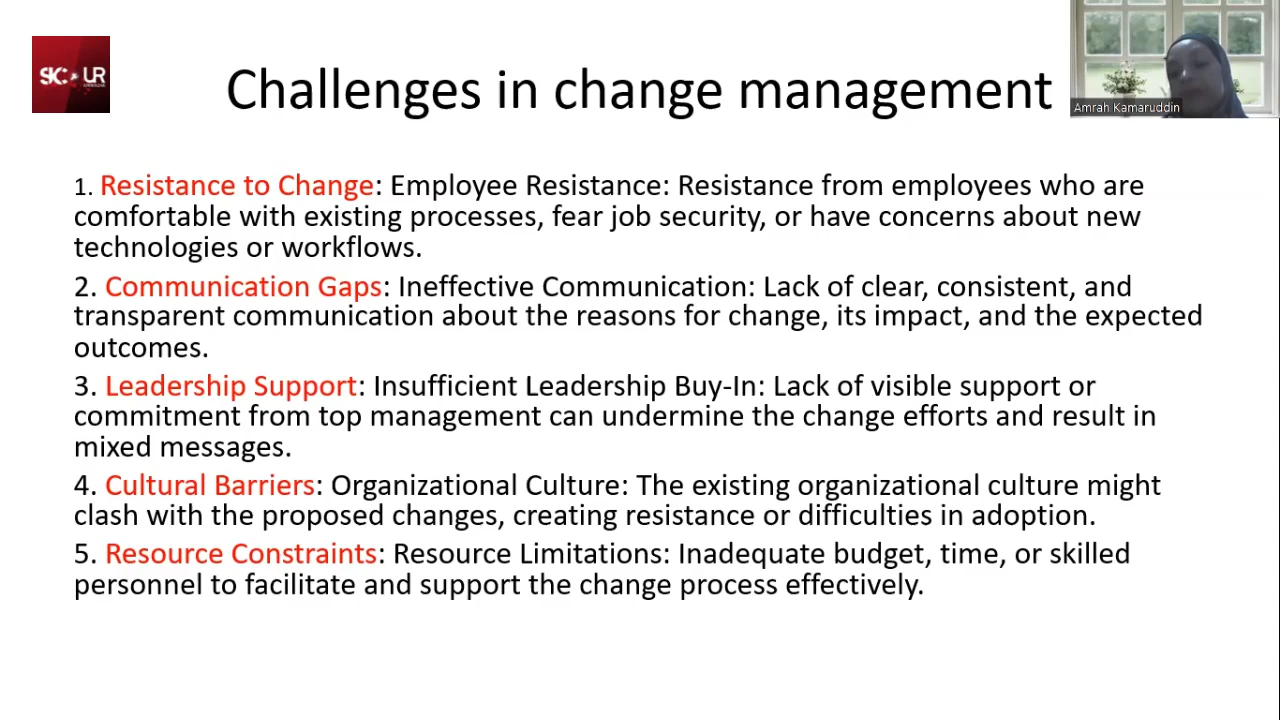 SIC UR
Challenges in change management
Amrah Kamaruddin
1. Resistance to Change: Employee Resistance: Resistance from employees who are
comfortable with existing processes, fear job security, or have concerns about new
technologies or workflows.
2. Communication Gaps: Ineffective Communication: Lack of clear, consistent, and
transparent communication about the reasons for change, its impact, and the expected
outcomes.
3. Leadership Support: Insufficient Leadership Buy-In: Lack of visible support or
commitment from top management can undermine the change efforts and result in
mixed messages.
4. Cultural Barriers: Organizational Culture: The existing organizational culture might
clash with the proposed changes, creating resistance or difficulties in adoption.
5. Resource Constraints: Resource Limitations: Inadequate budget, time, or skilled
personnel to facilitate and support the change process effectively.